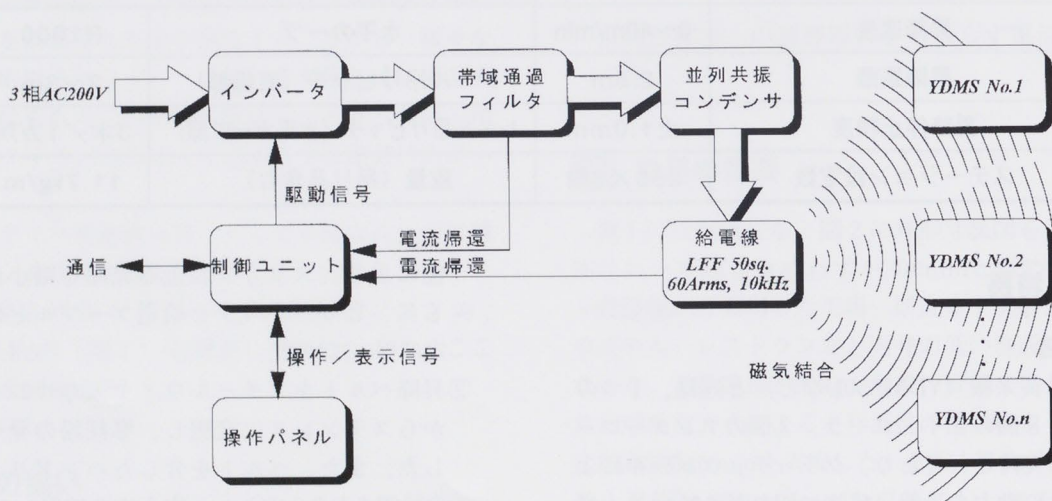 3相AC200V
インバータ
帯域通過
フィルタ
並列共振
コンデンサ
YDMS No.1
駆動信号
電流帰還
電流帰還
通信
制御ユニット
給電線
LFF 50sq.
60Arms, 10kHz
YDMS No.2
操作／表示信号
磁気結合
操作パネル
YDMS No.n